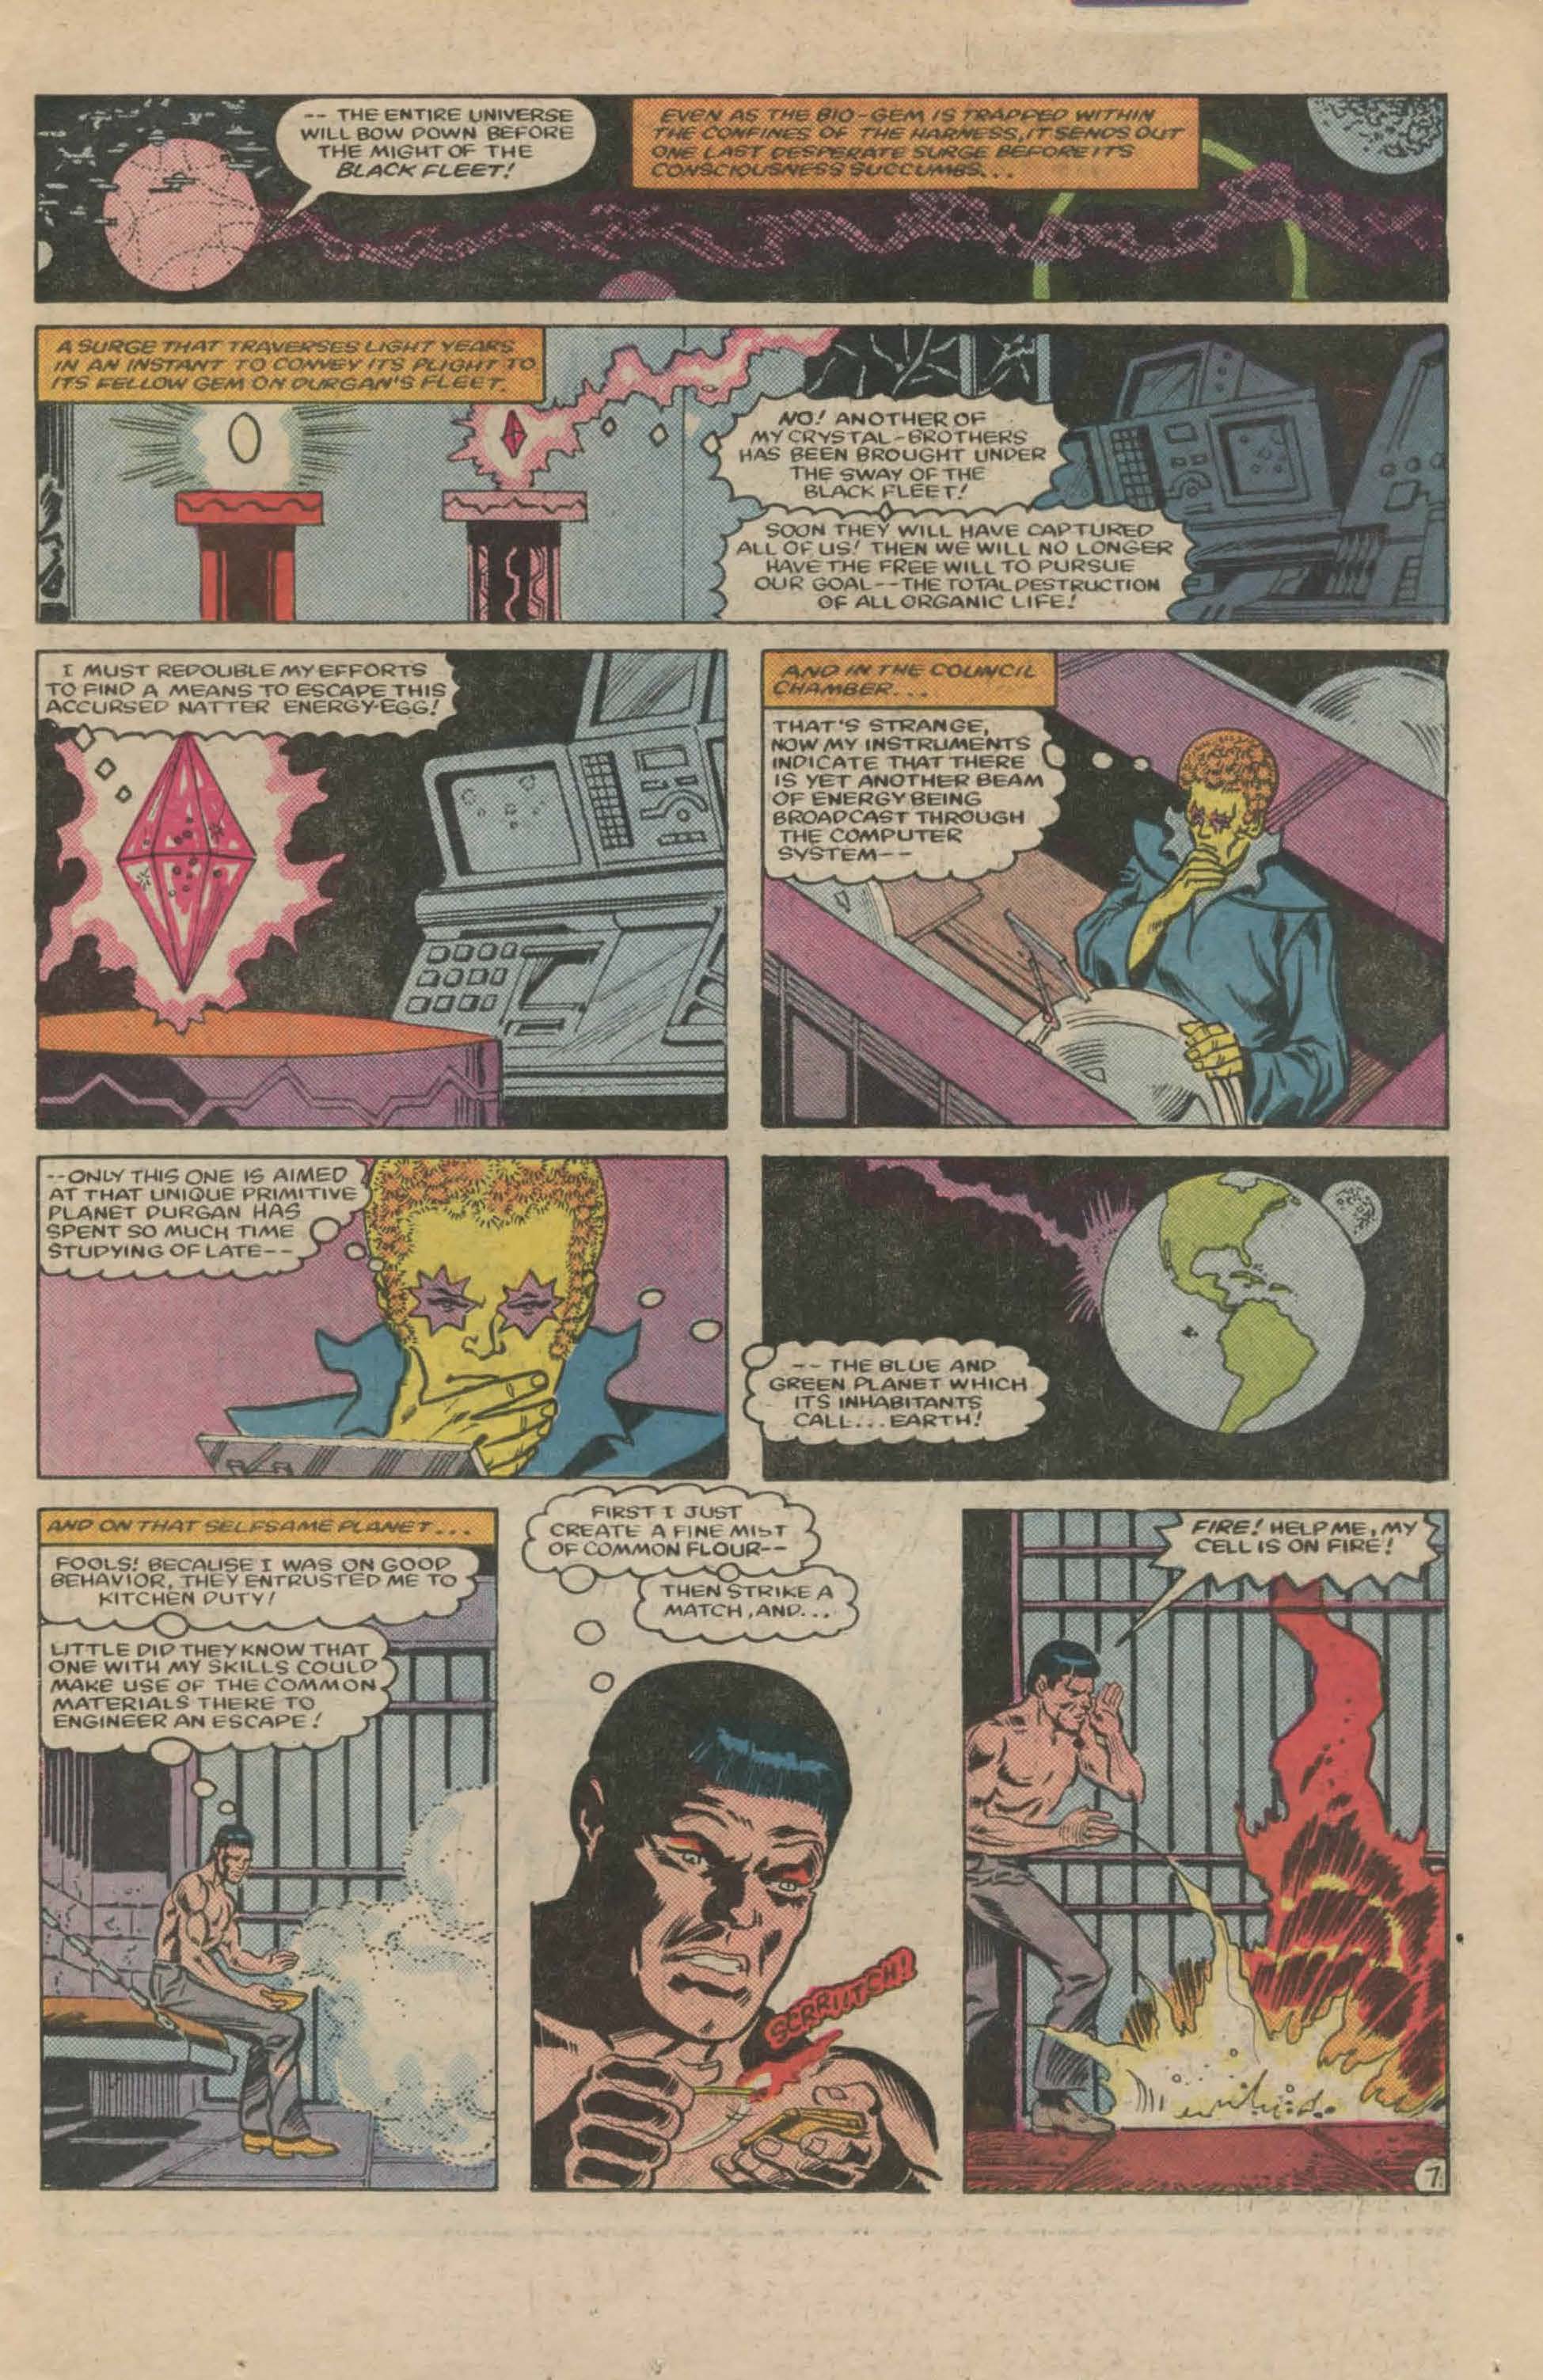 -- THE ENTIRE UNIVERSE
WILL BOW DOWN BEFORE
THE MIGHT OF THE
BLACK FLEET!
EVEN AS THE BIO-GEM IS TRAPPED WITHIN
THE CONFINES OF THE HARNESS, IT SENDS OUT
ONE LAST DESPERATE SURGE BEFORE ITS
CONSCIOUSNESS SUCCUMBS...
A SURGE THAT TRAVERSES LIGHT YEARS
IN AN INSTANT TO CONVEY ITS PLIGHT TO
ITS FELLOW GEM ON DURGAN'S FLEET.
NO! ANOTHER OF
MY CRYSTAL-BROTHERS
HAS BEEN BROUGHT UNDER
THE SWAY OF THE
BLACK FLEET!
SOON THEY WILL HAVE CAPTURED
ALL OF US! THEN WE WILL NO LONGER
HAVE THE FREE WILL TO PURSUE
OUR GOAL--THE TOTAL DESTRUCTION
OF ALL ORGANIC LIFE!
I MUST REDOUBLE MY EFFORTS
TO FIND A MEANS TO ESCAPE THIS
ACCURSED NATTER ENERGY-EGG!
AND IN THE COUNCIL
CHAMBER...
THAT'S STRANGE,
NOW MY INSTRUMENTS
INDICATE THAT THERE
IS YET ANOTHER BEAM
OF ENERGY BEING
BROADCAST THROUGH
THE COMPUTER
SYSTEM--
--ONLY THIS ONE IS AIMED
AT THAT UNIQUE PRIMITIVE
PLANET DURGAN HAS
SPENT SO MUCH TIME
STUDYING OF LATE--
-- THE BLUE AND
GREEN PLANET WHICH
ITS INHABITANTS
CALL... EARTH!
AND ON THAT SELFSAME PLANET...
FOOLS! BECAUSE I WAS ON GOOD
BEHAVIOR, THEY ENTRUSTED ME TO
KITCHEN DUTY!
LITTLE DID THEY KNOW THAT
ONE WITH MY SKILLS COULD
MAKE USE OF THE COMMON
MATERIALS THERE TO
ENGINEER AN ESCAPE!
FIRST I JUST
CREATE A FINE MIST
OF COMMON FLOUR--
THEN STRIKE A
MATCH, AND...
FIRE! HELP ME, MY
CELL IS ON FIRE!
7